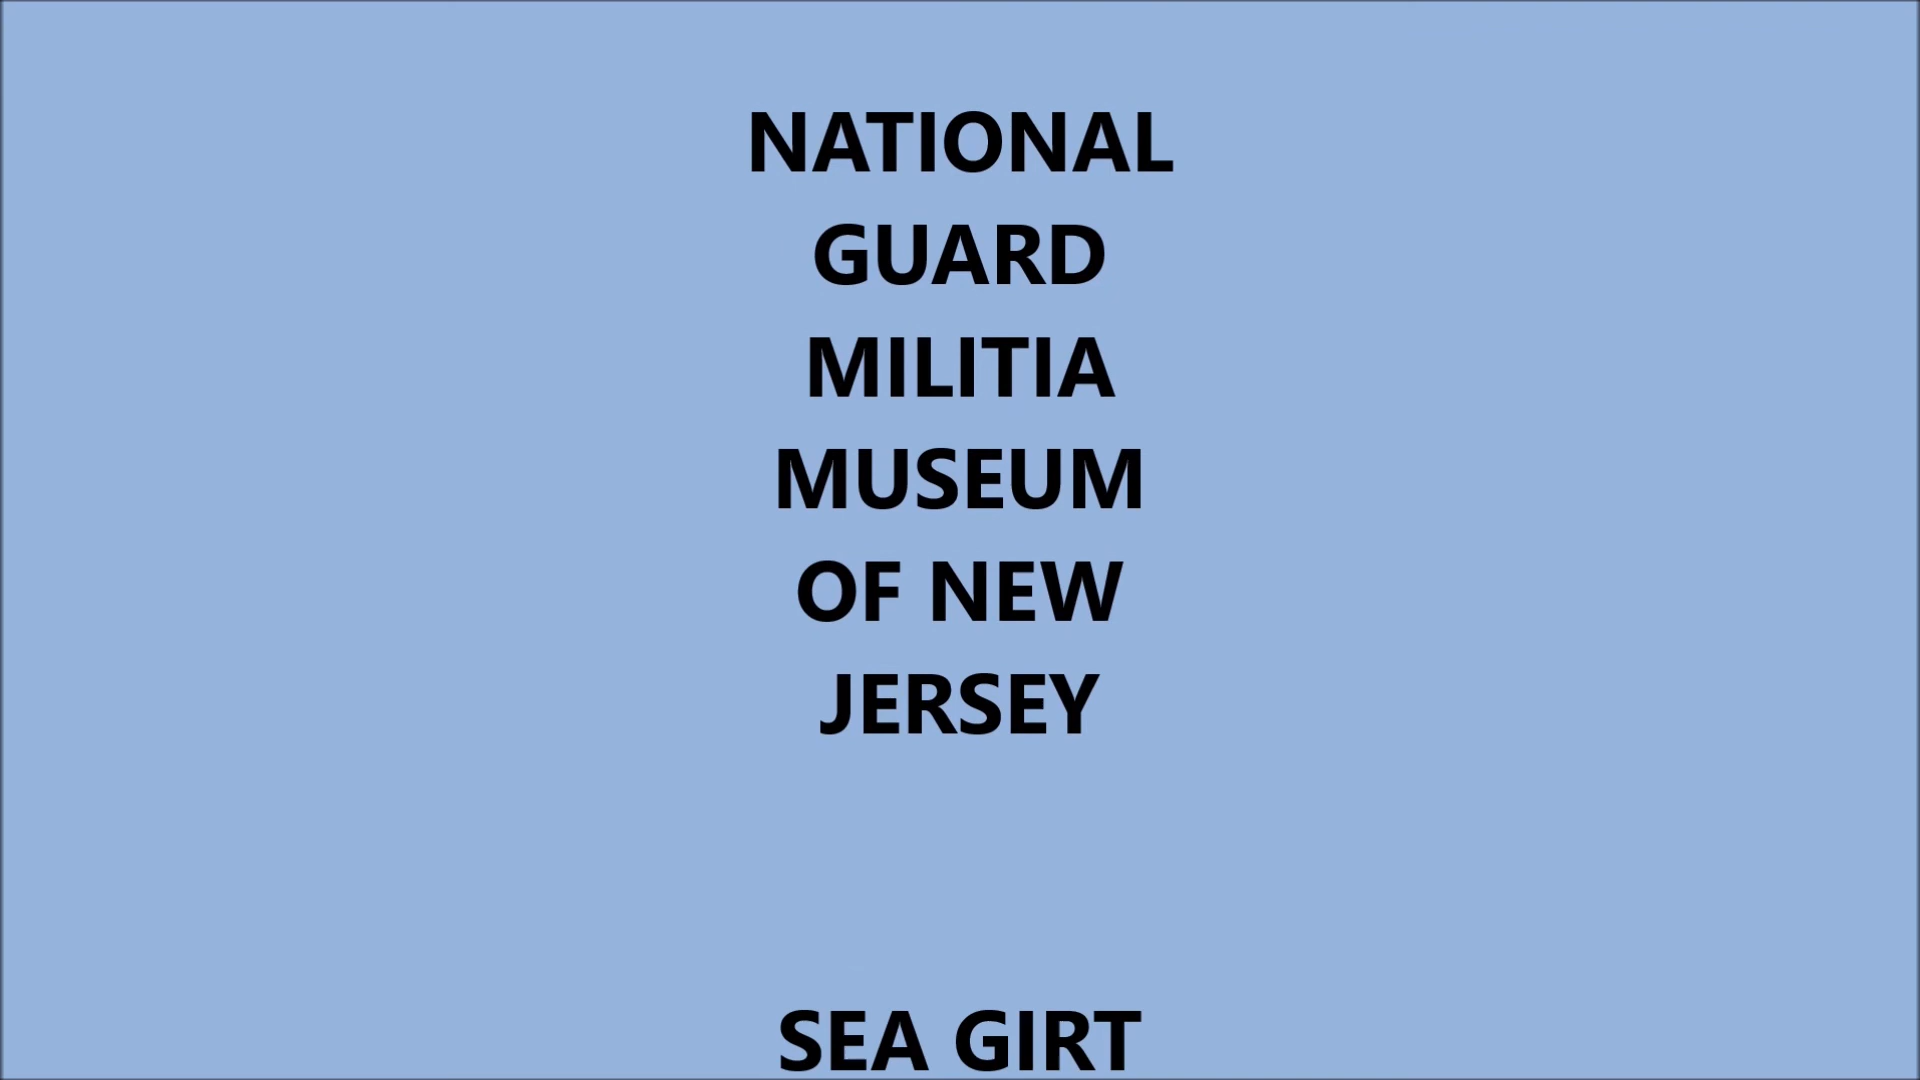 NATIONAL
GUARD
MILITIA
MUSEUM
OF NEW
JERSEY
SEA GIRT